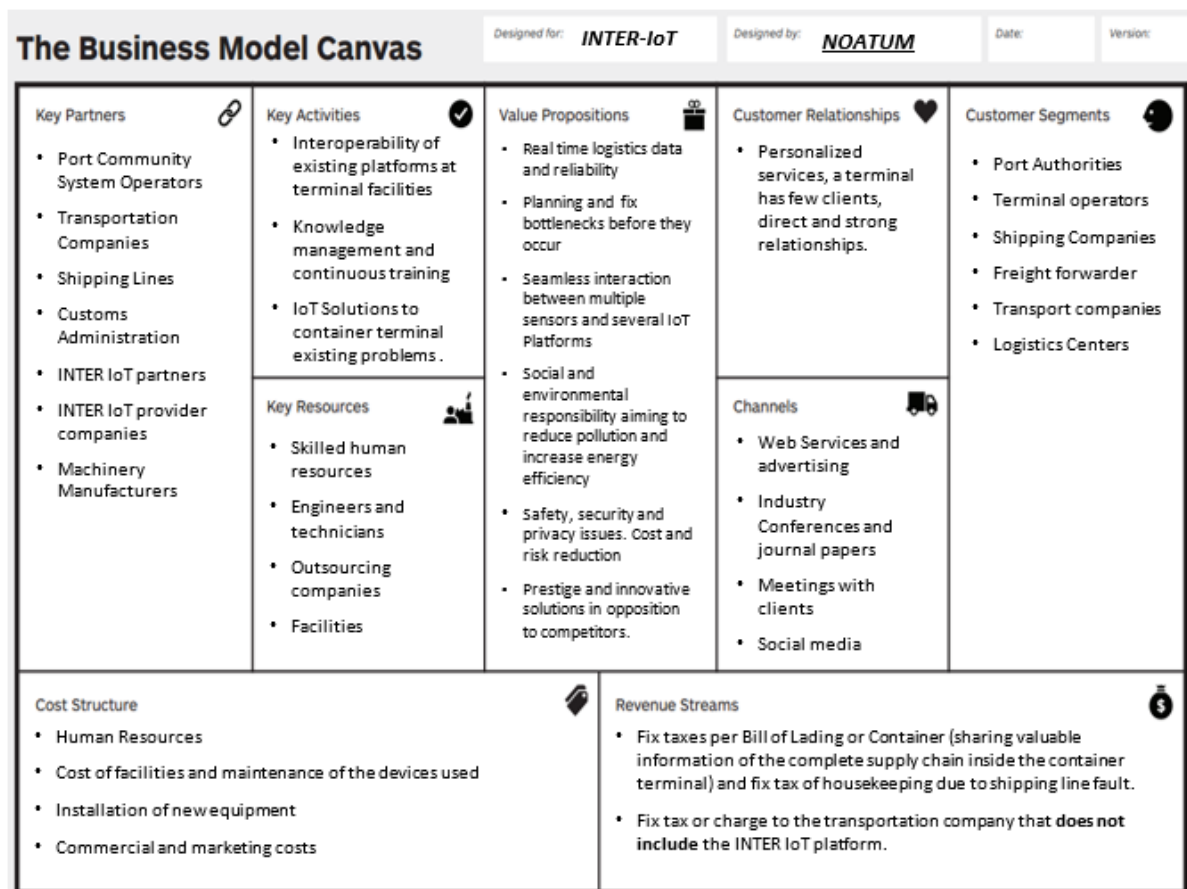 The Business Model Canvas
Designed for:
INTER-IoT
Designed by:
NOATUM
Date:
Version:
Key Partners
• Port Community
System Operators
• Transportation
Companies
• Shipping Lines
• Customs
Administration
• INTER IoT partners
• INTER IoT provider
companies
• Machinery
Manufacturers
Key Activities
• Interoperability of
existing platforms at
terminal facilities
• Knowledge
management and
continuous training
• IoT Solutions to
container terminal
existing problems .
Key Resources
• Skilled human
resources
• Engineers and
technicians
• Outsourcing
companies
• Facilities
Value Propositions
▪ Real time logistics data
and reliability
▪ Planning and fix
bottlenecks before they
occur
▪ Seamless interaction
between multiple
sensors and several IoT
Platforms
▪ Social and
environmental
responsibility aiming to
reduce pollution and
increase energy
efficiency
▪ Safety, security and
privacy issues. Cost and
risk reduction
▪ Prestige and innovative
solutions in opposition
to competitors.
Customer Relationships
• Personalized
services, a terminal
has few clients,
direct and strong
relationships.
Channels
• Web Services and
advertising
• Industry
Conferences and
journal papers
• Meetings with
clients
• Social media
Customer Segments
• Port Authorities
• Terminal operators
• Shipping Companies
• Freight forwarder
• Transport companies
• Logistics Centers
Cost Structure
• Human Resources
• Cost of facilities and maintenance of the devices used
• Installation of new equipment
• Commercial and marketing costs
Revenue Streams
$
• Fix taxes per Bill of Lading or Container (sharing valuable
information of the complete supply chain inside the container
terminal) and fix tax of housekeeping due to shipping line fault.
• Fix tax or charge to the transportation company that does not
include the INTER IoT platform.